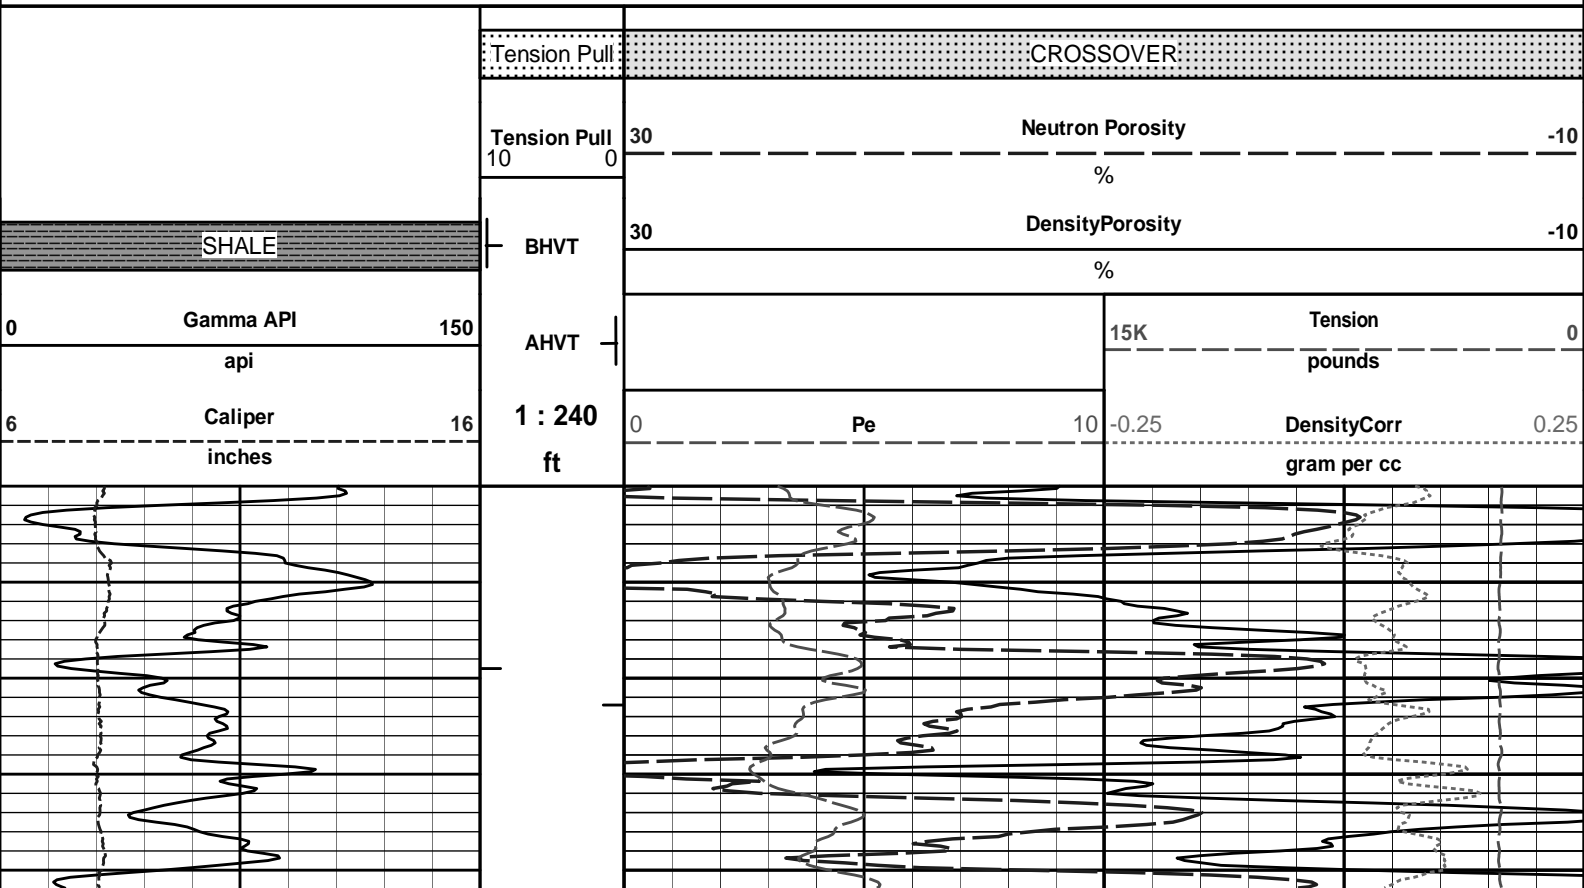 Tension Pull CROSSOVER
Tension Pull
10 0
30 Neutron Porosity -10
%
SHALE
BHVT
30 DensityPorosity -10
%
0 Gamma API 150
api
AHVT
15K Tension 0
pounds
6 Caliper 16
inches
1 : 240
ft
0 Pe 10
-0.25 DensityCorr 0.25
gram per cc